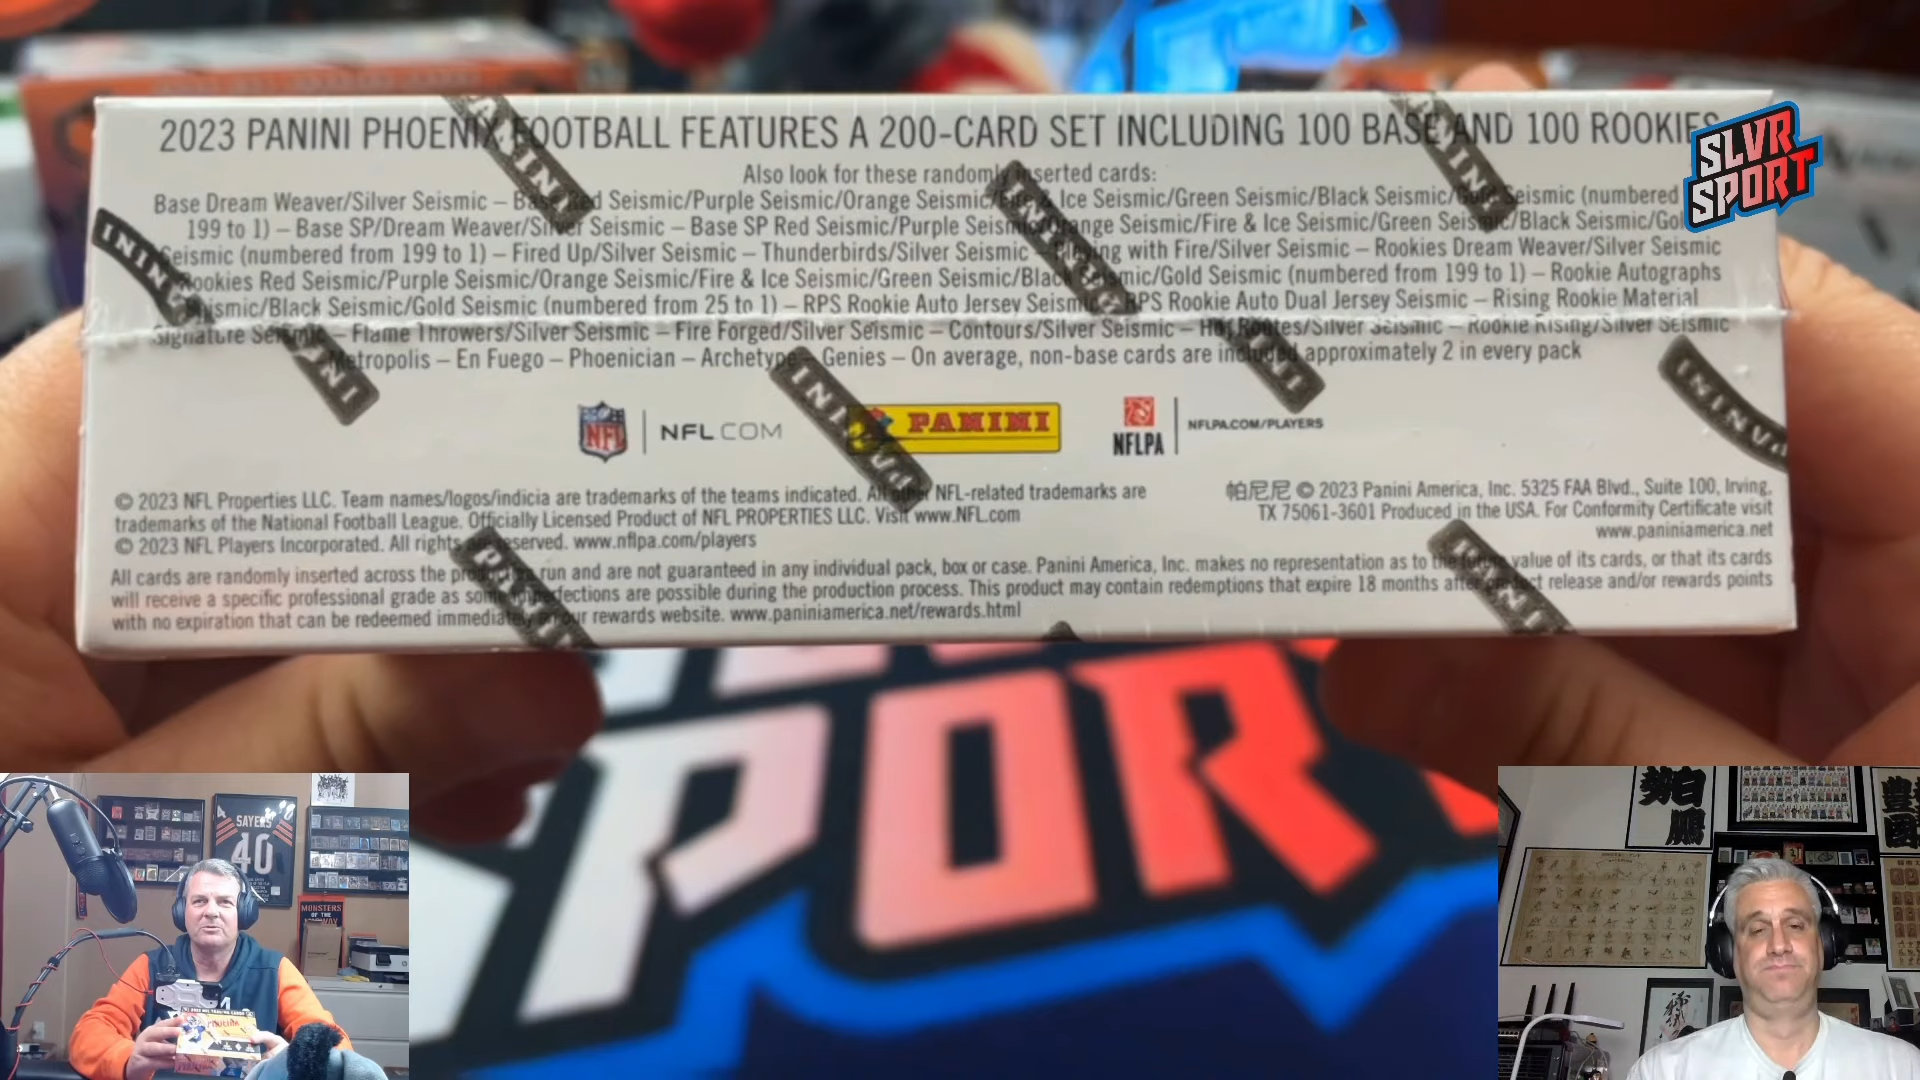 2023 PANINI PHOENIX FOOTBALL FEATURES A 200-CARD SET INCLUDING 100 BASE AND 100 ROOKIES
Also look for these randomly inserted cards:
Base Dream Weaver/Silver Seismic – Base Red Seismic/Purple Seismic/Orange Seismic/Fire & Ice Seismic/Green Seismic/Black Seismic/Gold Seismic (numbered
199 to 1) – Base SP/Dream Weaver/Silver Seismic – Base SP Red Seismic/Purple Seismic/Orange Seismic/Fire & Ice Seismic/Green Seismic/Black Seismic/Gold
Seismic (numbered from 199 to 1) – Fired Up/Silver Seismic – Thunderbirds/Silver Seismic – Playing with Fire/Silver Seismic – Rookies Dream Weaver/Silver Seismic
Rookies Red Seismic/Purple Seismic/Orange Seismic/Fire & Ice Seismic/Green Seismic/Black Seismic/Gold Seismic (numbered from 199 to 1) – Rookie Autographs
Seismic/Black Seismic/Gold Seismic (numbered from 25 to 1) – RPS Rookie Auto Jersey Seismic – RPS Rookie Auto Dual Jersey Seismic – Rising Rookie Material
Signature Seismic – Flame Throwers/Silver Seismic – Fire Forged/Silver Seismic – Contours/Silver Seismic – Hot Routes/Silver Seismic – Rookie Rising/Silver Seismic
Metropolis – En Fuego – Phoenician – Archetype – Genies – On average, non-base cards are included approximately 2 in every pack
NFL NFL.COM PANINI NFLPA NFLPA.COM/PLAYERS
© 2023 NFL Properties LLC. Team names/logos/indicia are trademarks of the teams indicated. All other NFL-related trademarks are
trademarks of the National Football League. Officially Licensed Product of NFL PROPERTIES LLC. Visit www.NFL.com
© 2023 NFL Players Incorporated. All rights reserved. www.nflpa.com/players
帕尼尼 © 2023 Panini America, Inc. 5325 FAA Blvd., Suite 100, Irving,
TX 75061-3601 Produced in the USA. For Conformity Certificate visit
www.paniniamerica.net
All cards are randomly inserted across the production run and are not guaranteed in any individual pack, box or case. Panini America, Inc. makes no representation as to the future value of its cards, or that its cards
will receive a specific professional grade as some imperfections are possible during the production process. This product may contain redemptions that expire 18 months after product release and/or rewards points
with no expiration that can be redeemed immediately on our rewards website. www.paniniamerica.net/rewards.html
PANINI
PANINI
PANINI
SLVR
SPORT
POR
SAYERS
40
MONSTERS
OF THE